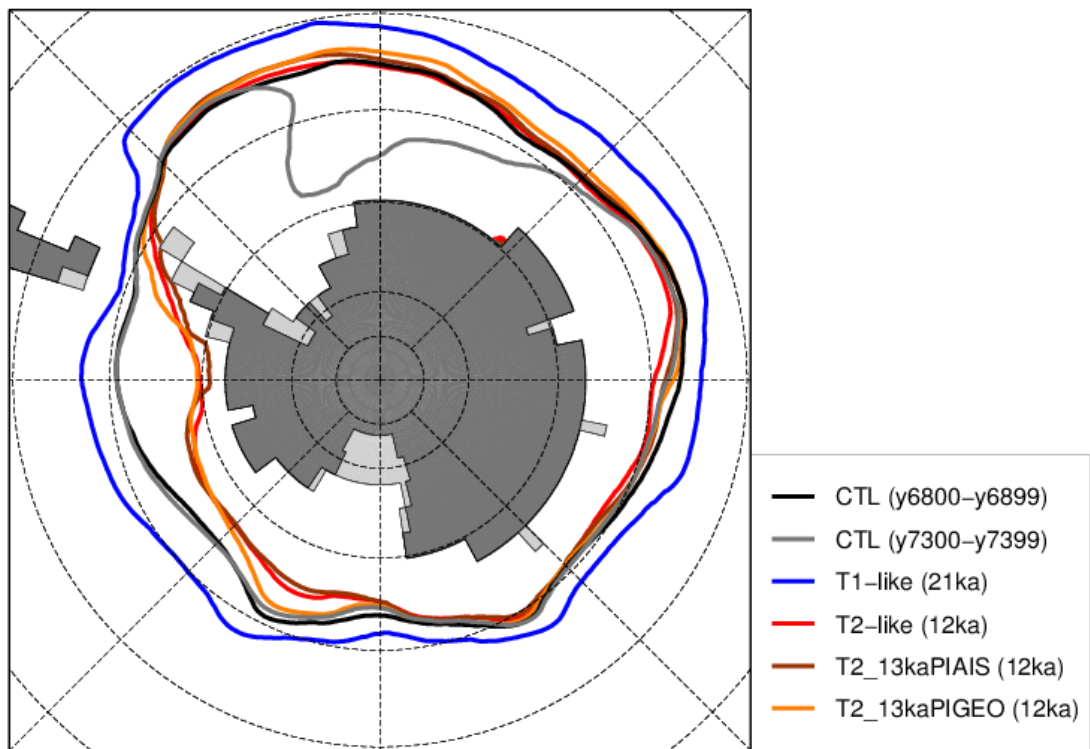 CTL (y6800−y6899)
CTL (y7300−y7399)
T1−like (21ka)
T2−like (12ka)
T2_13kaPIAIS (12ka)
T2_13kaPIGEO (12ka)